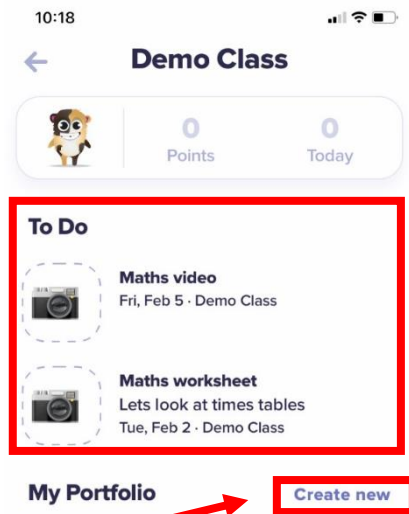 10:18
Demo Class
0 0
Points Today
To Do
Maths video
Fri, Feb 5 · Demo Class
Maths worksheet
Lets look at times tables
Tue, Feb 2 · Demo Class
My Portfolio Create new